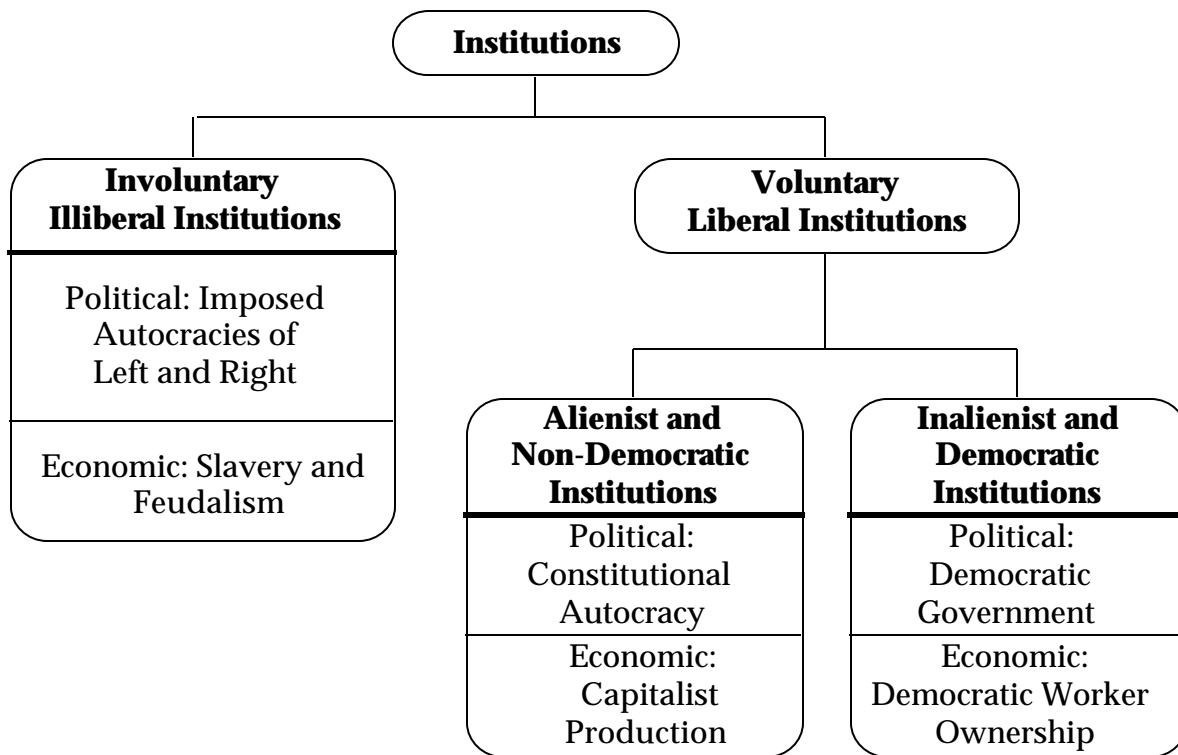 Institutions
Involuntary
Illiberal Institutions
Political: Imposed
Autocracies of
Left and Right
Economic: Slavery and
Feudalism
Voluntary
Liberal Institutions
Alienist and
Non-Democratic
Institutions
Political:
Constitutional
Autocracy
Economic:
Capitalist
Production
Inalienist and
Democratic
Institutions
Political:
Democratic
Government
Economic:
Democratic Worker
Ownership